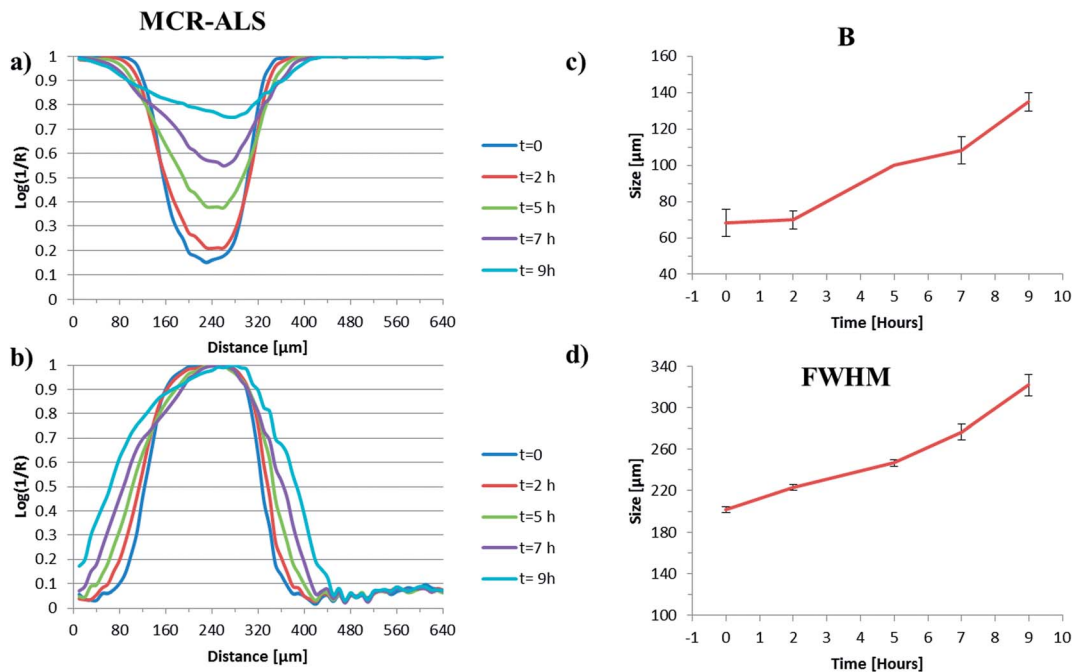 MCR-ALS
a)
1
0.9
0.8
0.7
0.6
0.5
0.4
0.3
0.2
0.1
0
Log(1/R)
0 80 160 240 320 400 480 560 640
Distance [µm]
t=0
t=2 h
t=5 h
t=7 h
t= 9h
b)
1
0.9
0.8
0.7
0.6
0.5
0.4
0.3
0.2
0.1
0
Log(1/R)
0 80 160 240 320 400 480 560 640
Distance [µm]
t=0
t=2 h
t=5 h
t=7 h
t= 9h
c)
B
160
140
120
100
80
60
40
Size [µm]
-1 0 1 2 3 4 5 6 7 8 9 10
Time [Hours]
d)
FWHM
340
300
260
220
180
140
100
Size [µm]
-1 0 1 2 3 4 5 6 7 8 9 10
Time [Hours]